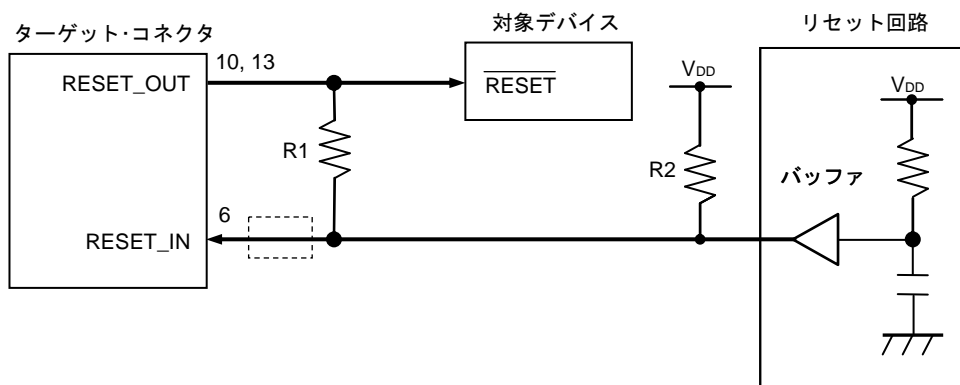 ターゲット・コネクタ
対象デバイス
リセット回路
10, 13
RESET_OUT
RESET
VDD
VDD
R1
R2
バッファ
6
RESET_IN